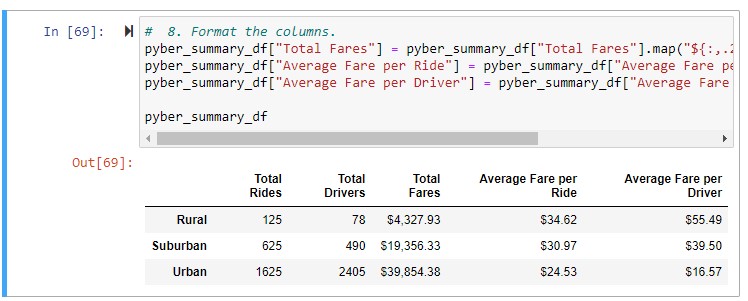 In [69]:
# 8. Format the columns.
pyber_summary_df["Total Fares"] = pyber_summary_df["Total Fares"].map("${:,.2
pyber_summary_df["Average Fare per Ride"] = pyber_summary_df["Average Fare pe
pyber_summary_df["Average Fare per Driver"] = pyber_summary_df["Average Fare
pyber_summary_df
Out[69]:
Total Rides Total Drivers Total Fares Average Fare per Ride Average Fare per Driver
Rural 125 78 $4,327.93 $34.62 $55.49
Suburban 625 490 $19,356.33 $30.97 $39.50
Urban 1625 2405 $39,854.38 $24.53 $16.57